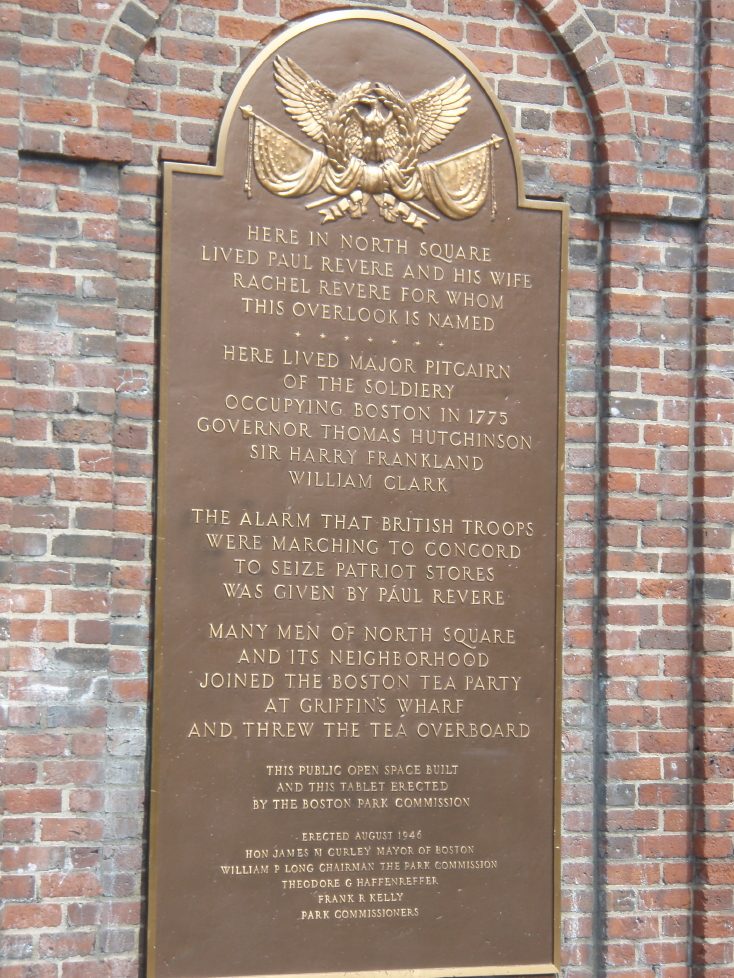 HERE IN NORTH SQUARE
LIVED PAUL REVERE AND HIS WIFE
RACHEL REVERE FOR WHOM
THIS OVERLOOK IS NAMED
HERE LIVED MAJOR PITCAIRN
OF THE SOLDIERY
OCCUPYING BOSTON IN 1775
GOVERNOR THOMAS HUTCHINSON
SIR HARRY FRANKLAND
WILLIAM CLARK
THE ALARM THAT BRITISH TROOPS
WERE MARCHING TO CONCORD
TO SEIZE PATRIOT STORES
WAS GIVEN BY PAUL REVERE
MANY MEN OF NORTH SQUARE
AND ITS NEIGHBORHOOD
JOINED THE BOSTON TEA PARTY
AT GRIFFIN'S WHARF
AND THREW THE TEA OVERBOARD
THIS PUBLIC OPEN SPACE BUILT
AND THIS TABLET ERECTED
BY THE BOSTON PARK COMMISSION
ERECTED AUGUST 1946
HON JAMES M CURLEY MAYOR OF BOSTON
WILLIAM P LONG CHAIRMAN THE PARK COMMISSION
THEODORE G HAFFENREFFER
FRANK R KELLY
PARK COMMISSIONERS